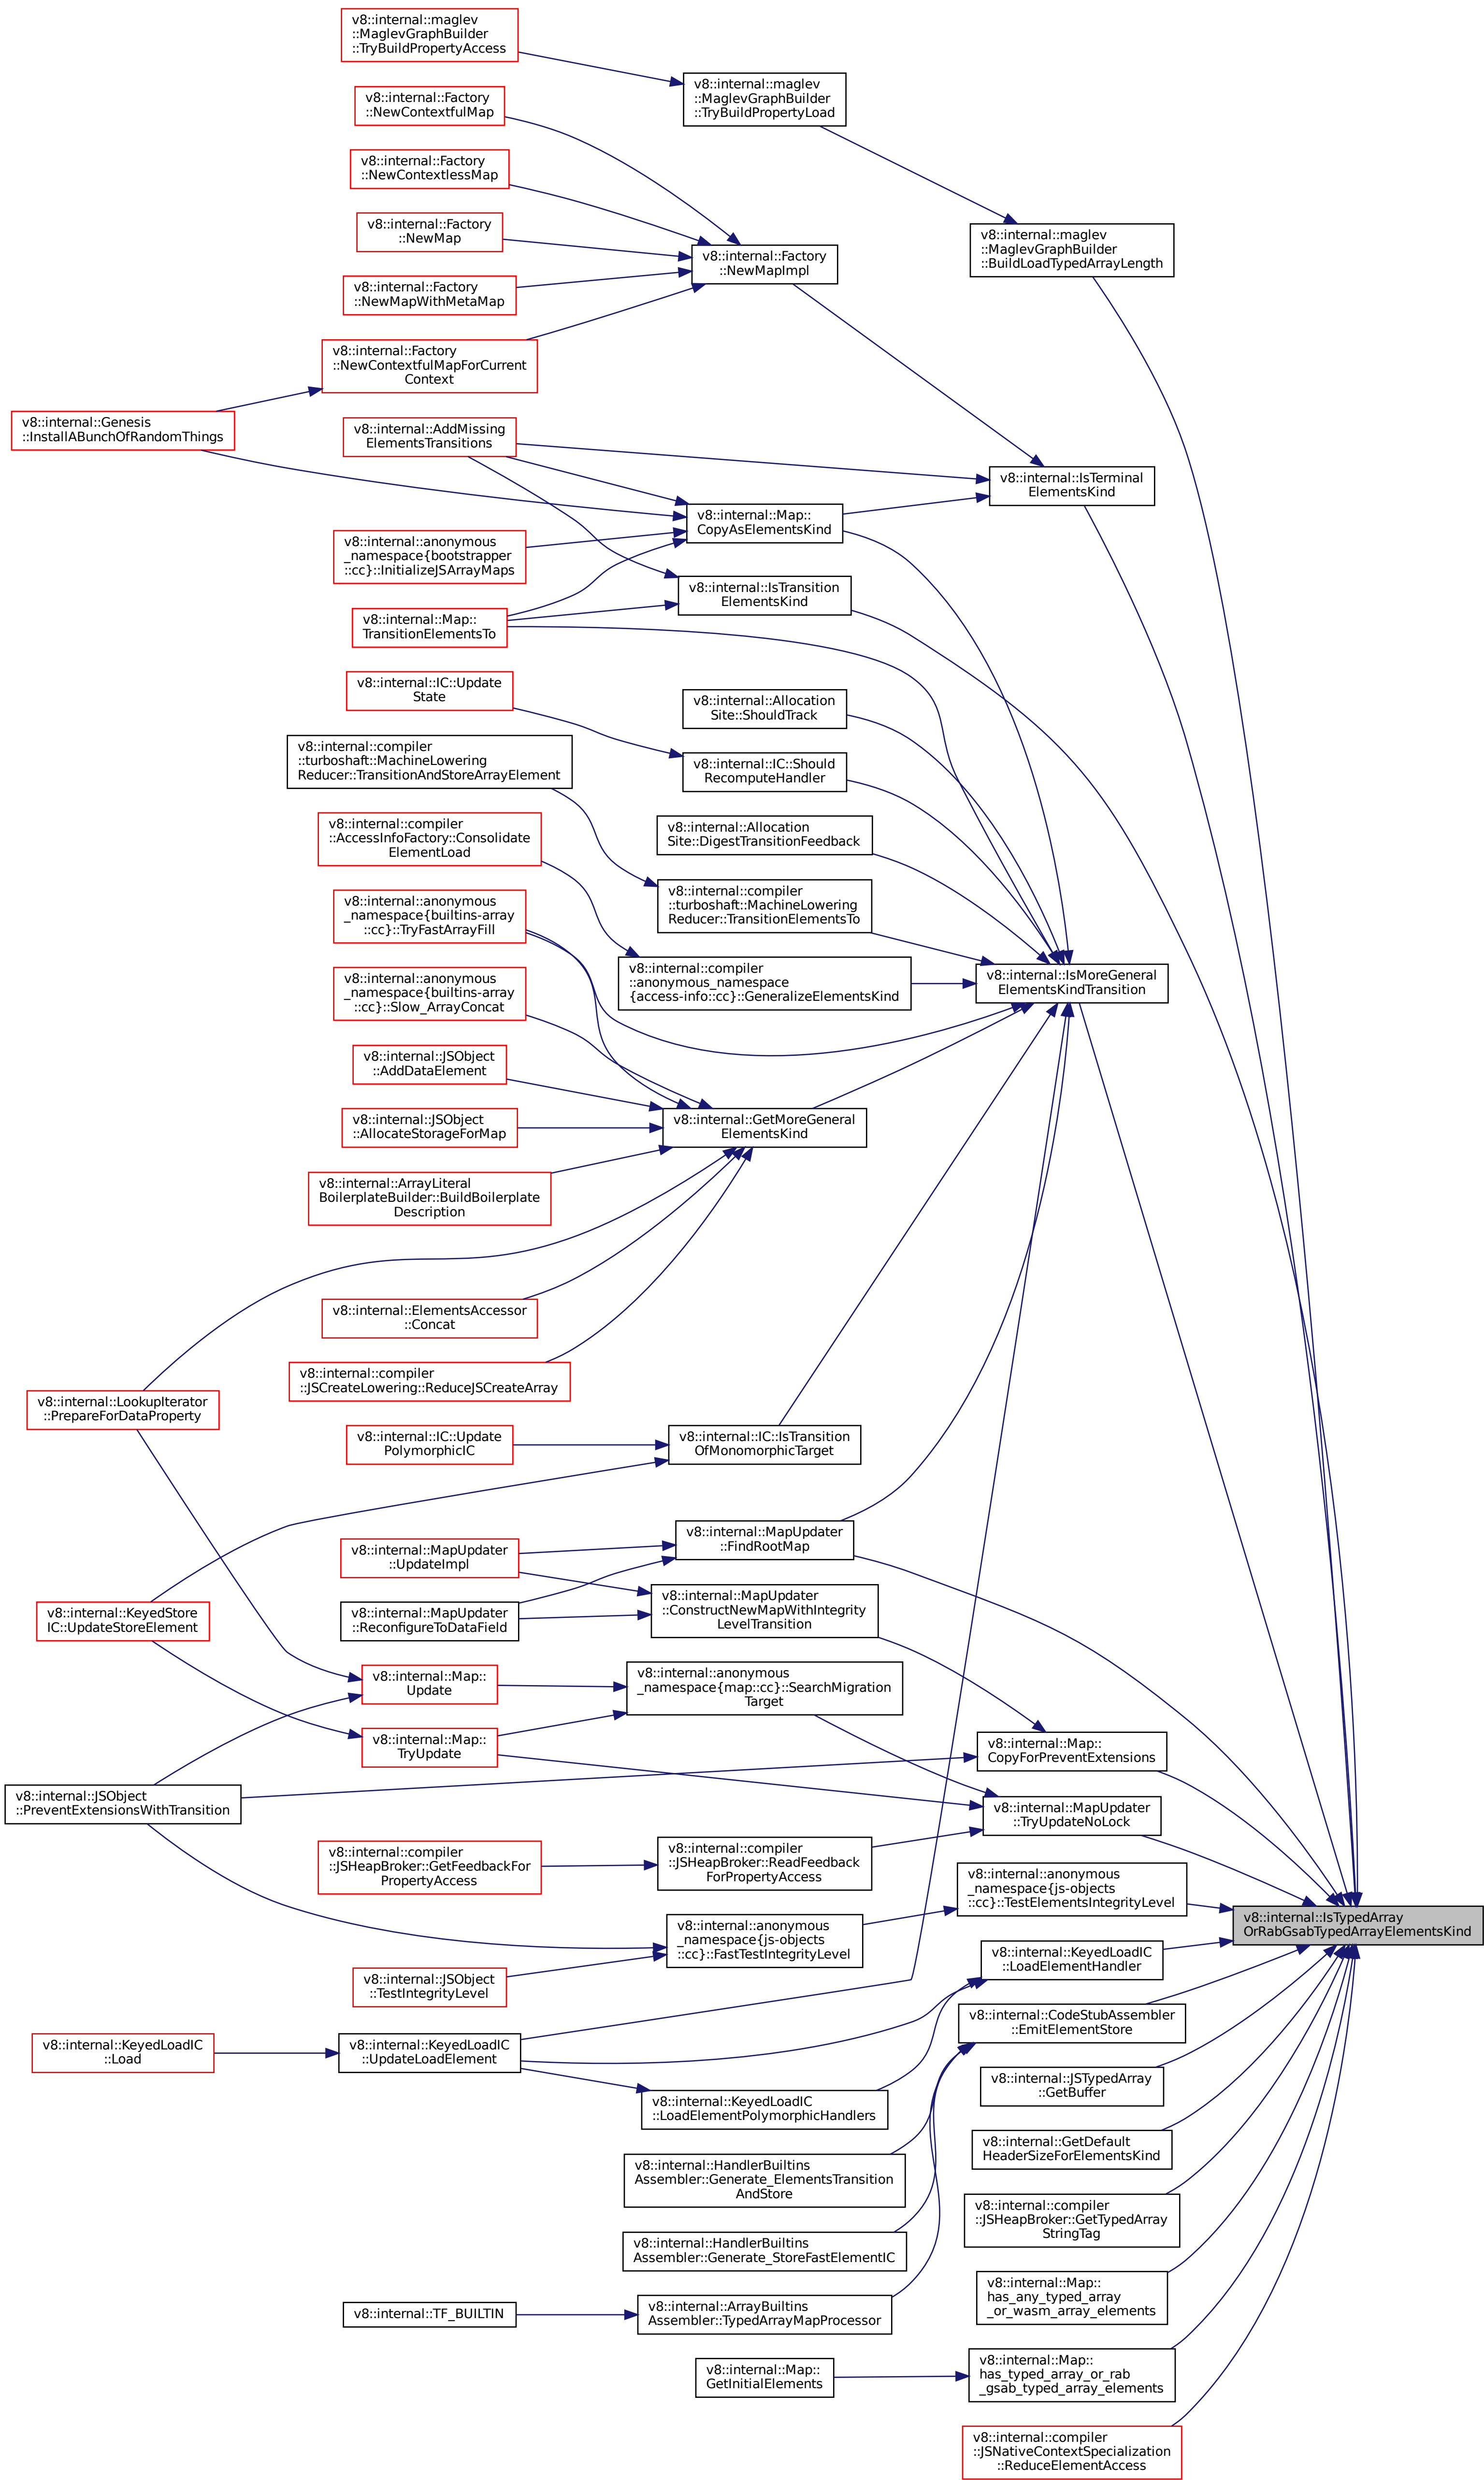 v8::internal::maglev
::MaglevGraphBuilder
::TryBuildPropertyAccess
v8::internal::maglev
::MaglevGraphBuilder
::TryBuildPropertyLoad
v8::internal::Factory
::NewContextfulMap
v8::internal::Factory
::NewContextlessMap
v8::internal::Factory
::NewMap
v8::internal::maglev
::MaglevGraphBuilder
::BuildLoadTypedArrayLength
v8::internal::Factory
::NewMapImpl
v8::internal::Factory
::NewMapWithMetaMap
v8::internal::Factory
::NewContextfulMapForCurrent
Context
v8::internal::Genesis
::InstallABunchOfRandomThings
v8::internal::AddMissing
ElementsTransitions
v8::internal::IsTerminal
ElementsKind
v8::internal::Map::
CopyAsElementsKind
v8::internal::anonymous
_namespace{bootstrapper
::cc}::InitializeJSArrayMaps
v8::internal::IsTransition
ElementsKind
v8::internal::Map::
TransitionElementsTo
v8::internal::IC::Update
State
v8::internal::Allocation
Site::ShouldTrack
v8::internal::compiler
::turboshaft::MachineLowering
Reducer::TransitionAndStoreArrayElement
v8::internal::IC::Should
RecomputeHandler
v8::internal::compiler
::AccessInfoFactory::Consolidate
ElementLoad
v8::internal::Allocation
Site::DigestTransitionFeedback
v8::internal::anonymous
_namespace{builtins-array
::cc}::TryFastArrayFill
v8::internal::compiler
::turboshaft::MachineLowering
Reducer::TransitionElementsTo
v8::internal::anonymous
_namespace{builtins-array
::cc}::Slow_ArrayConcat
v8::internal::compiler
::anonymous_namespace
{access-info::cc}::GeneralizeElementsKind
v8::internal::IsMoreGeneral
ElementsKindTransition
v8::internal::JSObject
::AddDataElement
v8::internal::JSObject
::AllocateStorageForMap
v8::internal::GetMoreGeneral
ElementsKind
v8::internal::ArrayLiteral
BoilerplateBuilder::BuildBoilerplate
Description
v8::internal::ElementsAccessor
::Concat
v8::internal::compiler
::JSCreateLowering::ReduceJSCreateArray
v8::internal::LookupIterator
::PrepareForDataProperty
v8::internal::IC::Update
PolymorphicIC
v8::internal::IC::IsTransition
OfMonomorphicTarget
v8::internal::MapUpdater
::FindRootMap
v8::internal::MapUpdater
::UpdateImpl
v8::internal::KeyedStore
IC::UpdateStoreElement
v8::internal::MapUpdater
::ReconfigureToDataField
v8::internal::MapUpdater
::ConstructNewMapWithIntegrity
LevelTransition
v8::internal::Map::
Update
v8::internal::anonymous
_namespace{map::cc}::SearchMigration
Target
v8::internal::Map::
TryUpdate
v8::internal::Map::
CopyForPreventExtensions
v8::internal::JSObject
::PreventExtensionsWithTransition
v8::internal::MapUpdater
::TryUpdateNoLock
v8::internal::compiler
::JSHeapBroker::GetFeedbackFor
PropertyAccess
v8::internal::compiler
::JSHeapBroker::ReadFeedback
ForPropertyAccess
v8::internal::anonymous
_namespace{js-objects
::cc}::TestElementsIntegrityLevel
v8::internal::IsTypedArray
OrRabGsabTypedArrayElementsKind
v8::internal::anonymous
_namespace{js-objects
::cc}::FastTestIntegrityLevel
v8::internal::KeyedLoadIC
::LoadElementHandler
v8::internal::JSObject
::TestIntegrityLevel
v8::internal::CodeStubAssembler
::EmitElementStore
v8::internal::KeyedLoadIC
::Load
v8::internal::KeyedLoadIC
::UpdateLoadElement
v8::internal::JSTypedArray
::GetBuffer
v8::internal::KeyedLoadIC
::LoadElementPolymorphicHandlers
v8::internal::GetDefault
HeaderSizeForElementsKind
v8::internal::HandlerBuiltins
Assembler::Generate_ElementsTransition
AndStore
v8::internal::compiler
::JSHeapBroker::GetTypedArray
StringTag
v8::internal::HandlerBuiltins
Assembler::Generate_StoreFastElementIC
v8::internal::Map::
has_any_typed_array
_or_wasm_array_elements
v8::internal::TF_BUILTIN
v8::internal::ArrayBuiltins
Assembler::TypedArrayMapProcessor
v8::internal::Map::
GetInitialElements
v8::internal::Map::
has_typed_array_or_rab
_gsab_typed_array_elements
v8::internal::compiler
::JSNativeContextSpecialization
::ReduceElementAccess